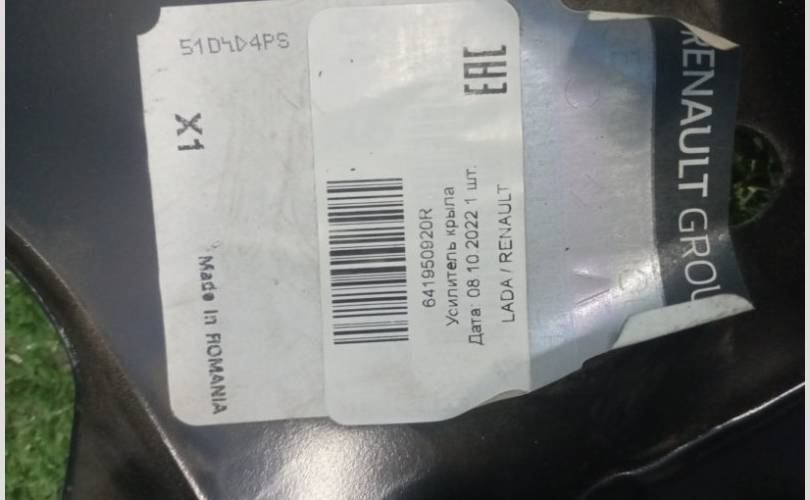 51D4D4PS
X1
Made in ROMANIA
EAC
641950920R
Усилитель крыла
Дата: 08 10.2022 1 шт.
LADA / RENAULT
RENAULT GROU